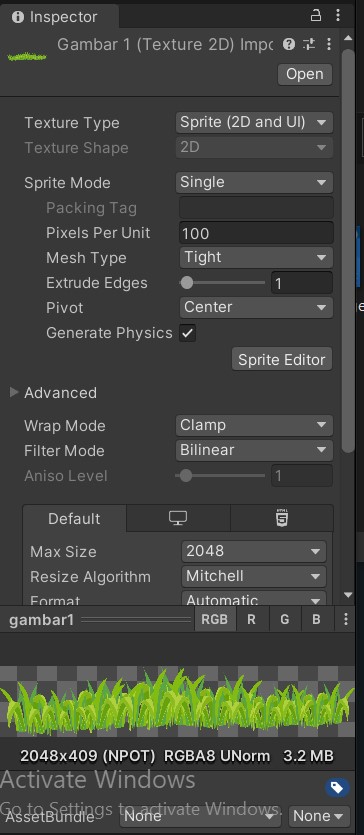 Inspector
Gambar 1 (Texture 2D) Impo
Open
Texture Type Sprite (2D and UI)
Texture Shape 2D
Sprite Mode Single
Packing Tag
Pixels Per Unit 100
Mesh Type Tight
Extrude Edges 1
Pivot Center
Generate Physics
Sprite Editor
Advanced
Wrap Mode Clamp
Filter Mode Bilinear
Aniso Level 1
Default HTML 5
Max Size 2048
Resize Algorithm Mitchell
Format Automatic
gambar1 RGB R G B
2048x409 (NPOT) RGBA8 UNorm 3.2 MB
Activate Windows
Go to Settings to activate Windows.
AssetBundle None None